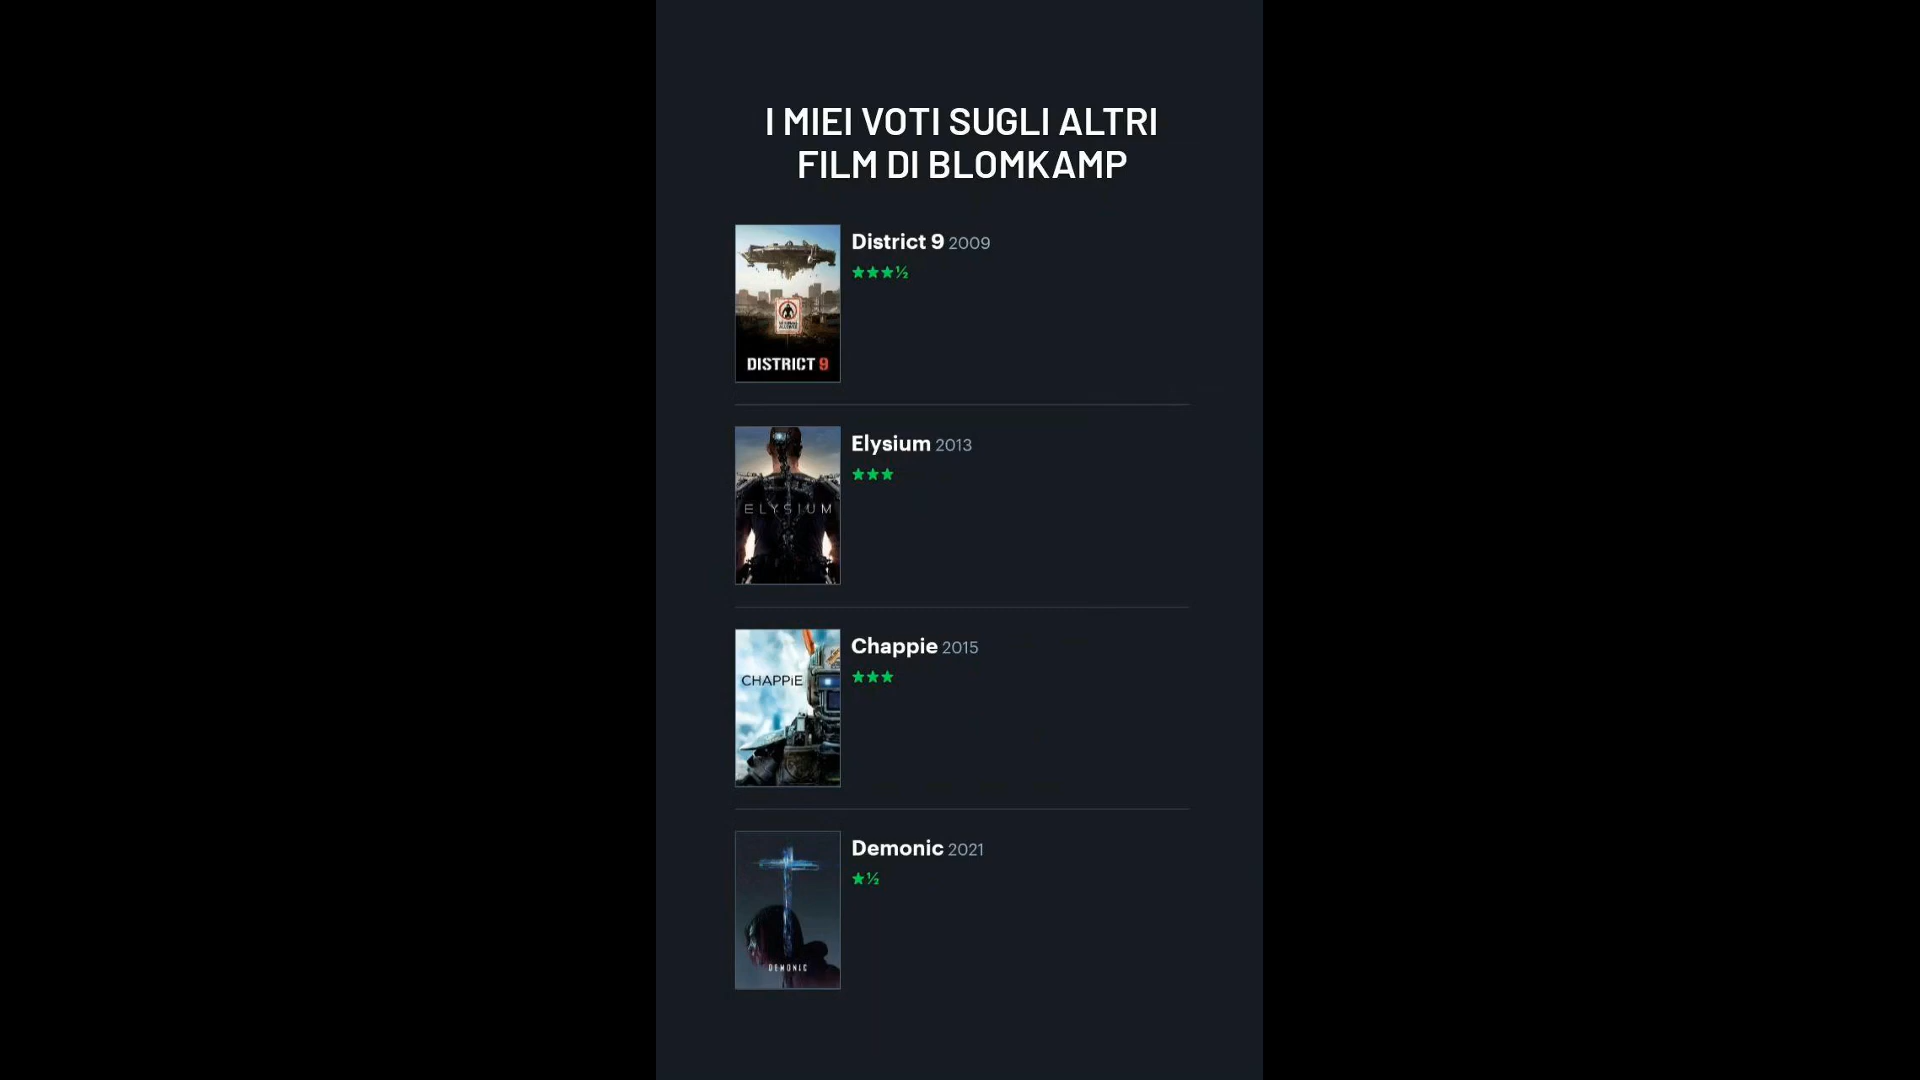 I MIEI VOTI SUGLI ALTRI
FILM DI BLOMKAMP
District 9 2009
★★★½
DISTRICT 9
Elysium 2013
★★★
ELYSIUM
Chappie 2015
★★★
CHAPPiE
Demonic 2021
★½
DEMONIC